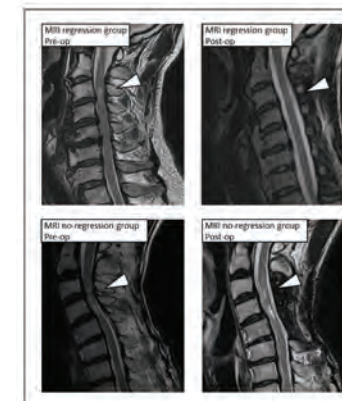 MRI regression group
Pre-op
MRI regression group
Post-op
MRI no-regression group
Pre-op
MRI no-regression group
Post-op